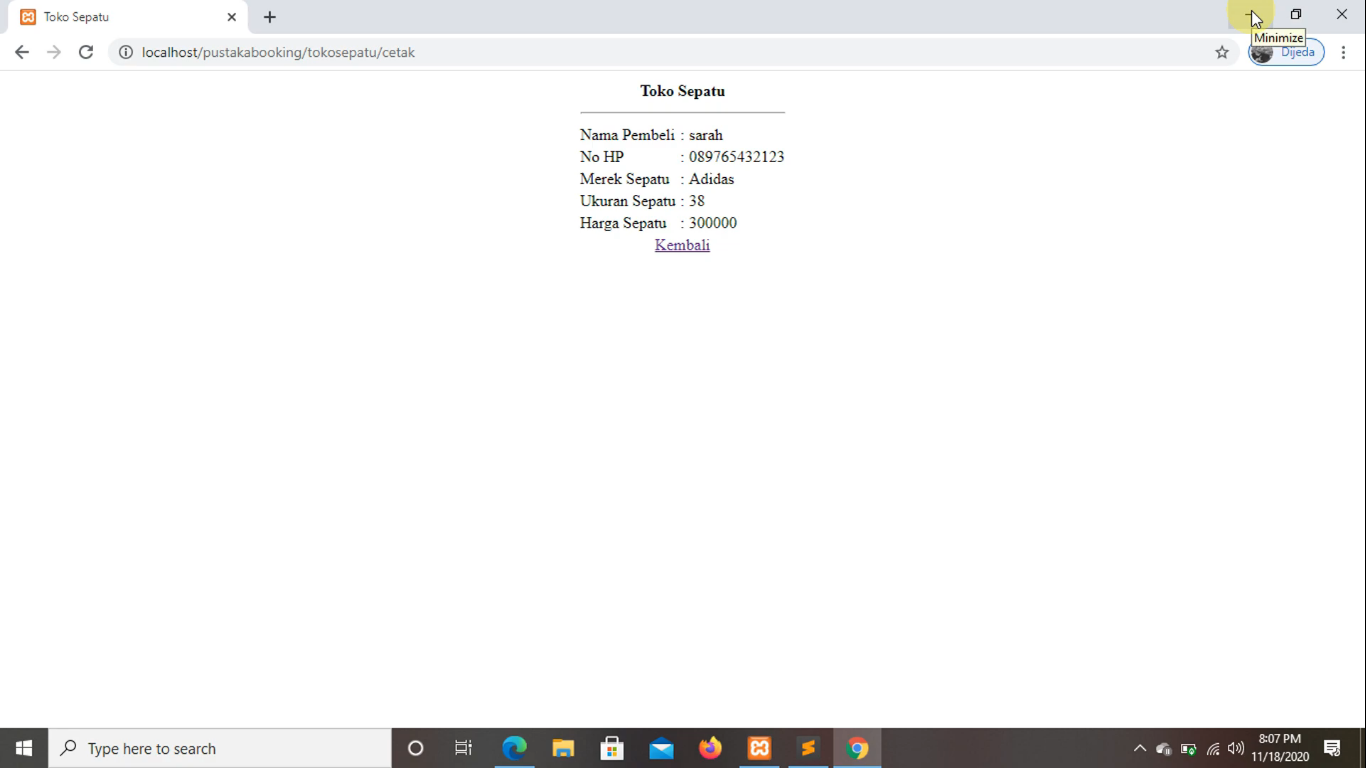 Toko Sepatu
localhost/pustakabooking/tokosepatu/cetak
Minimize
Dijeda
Toko Sepatu
Nama Pembeli : sarah
No HP : 089765432123
Merek Sepatu : Adidas
Ukuran Sepatu : 38
Harga Sepatu : 300000
Kembali
Type here to search
8:07 PM
11/18/2020